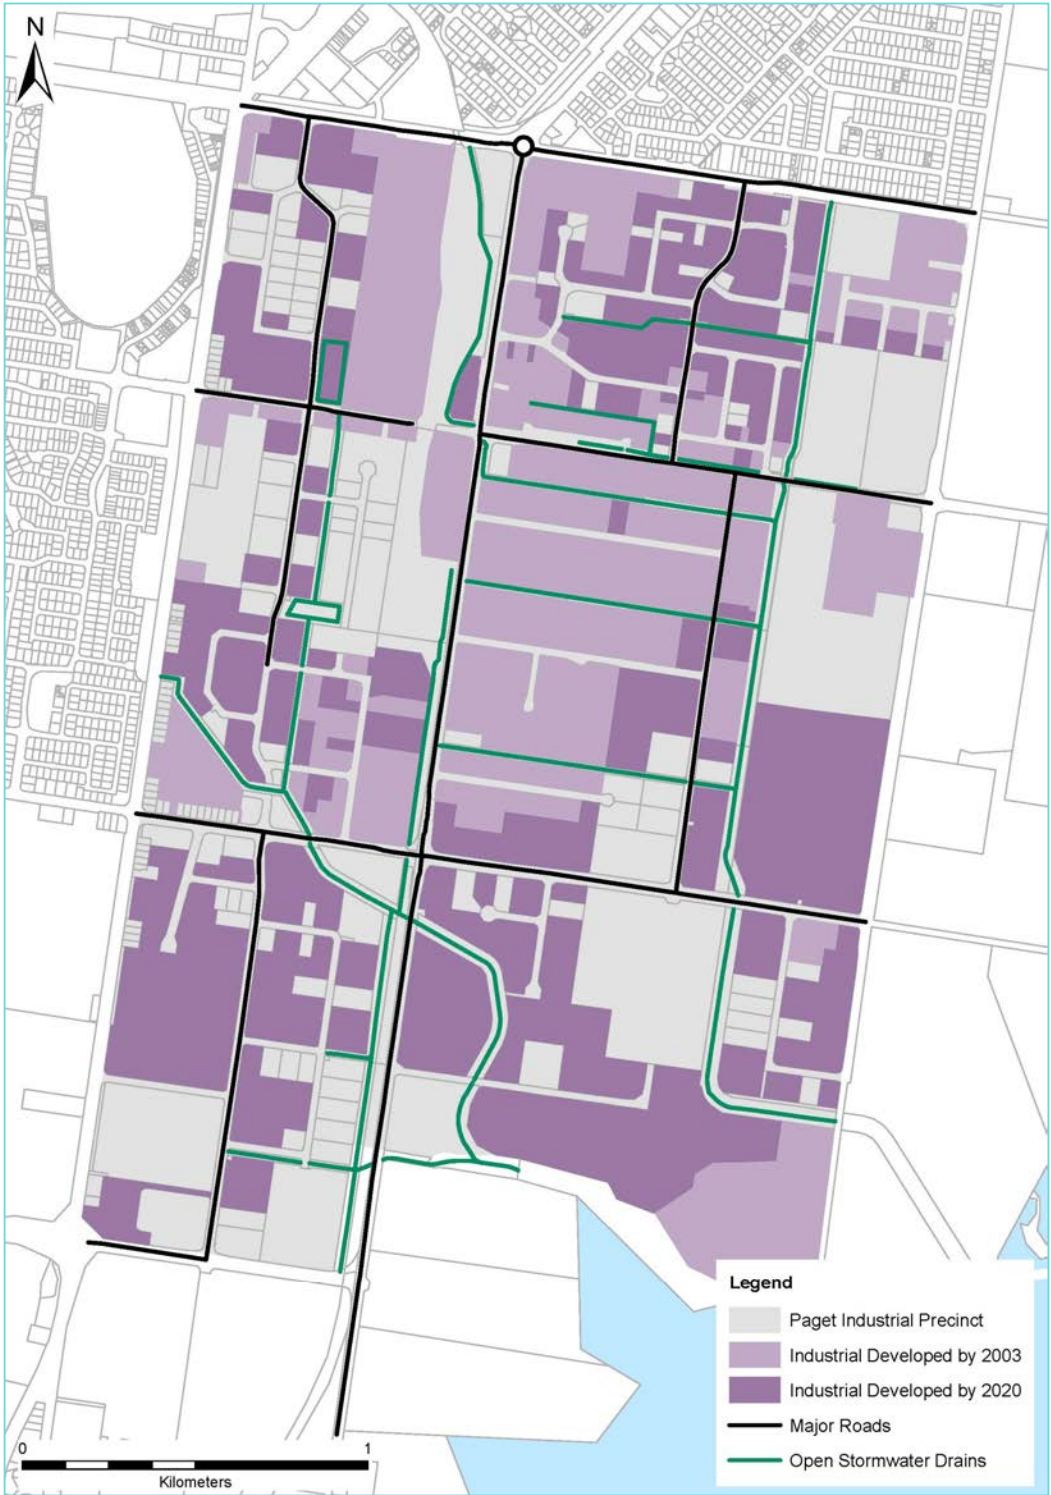 N
Legend
Paget Industrial Precinct
Industrial Developed by 2003
Industrial Developed by 2020
Major Roads
Open Stormwater Drains
0 1
Kilometers